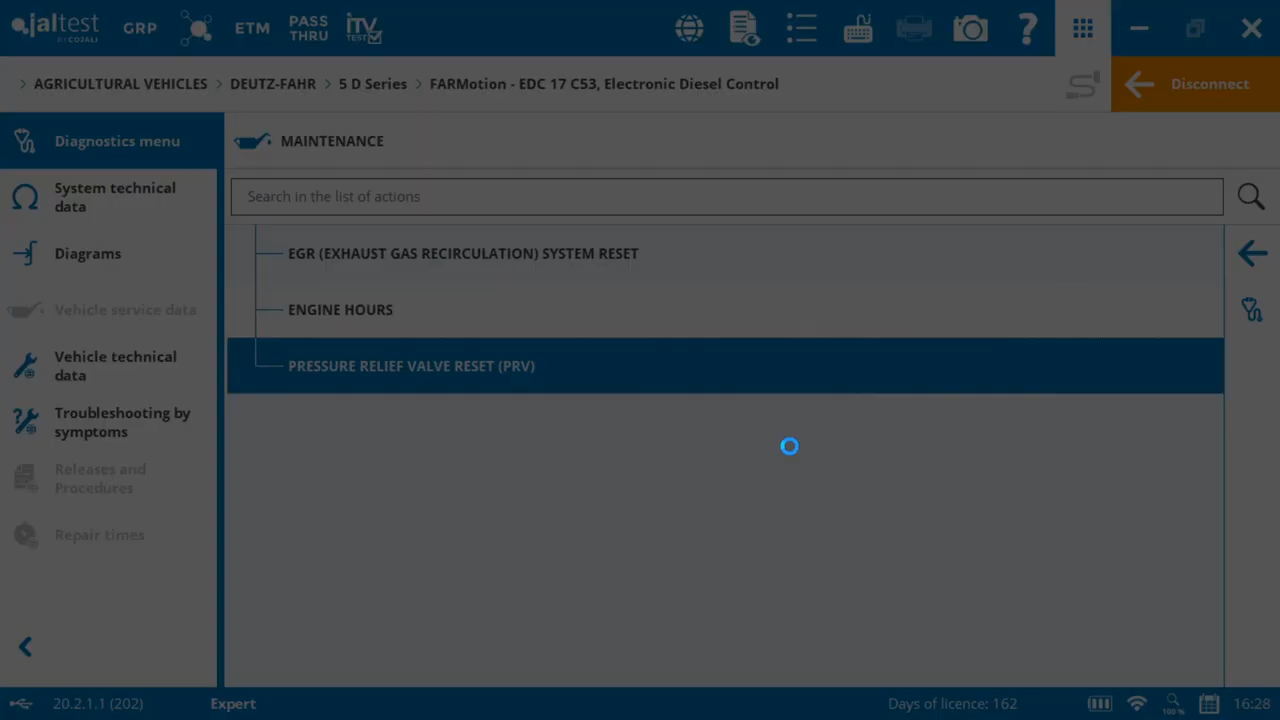 jaltest
BY COJALI
GRP
ETM
PASS
THRU
itv
TEST
> AGRICULTURAL VEHICLES > DEUTZ-FAHR > 5 D Series > FARMotion - EDC 17 C53, Electronic Diesel Control
Disconnect
Diagnostics menu
MAINTENANCE
System technical
data
Search in the list of actions
Diagrams
EGR (EXHAUST GAS RECIRCULATION) SYSTEM RESET
Vehicle service data
ENGINE HOURS
Vehicle technical
data
PRESSURE RELIEF VALVE RESET (PRV)
Troubleshooting by
symptoms
Releases and
Procedures
Repair times
20.2.1.1 (202)
Expert
Days of licence: 162
100 %
16:28